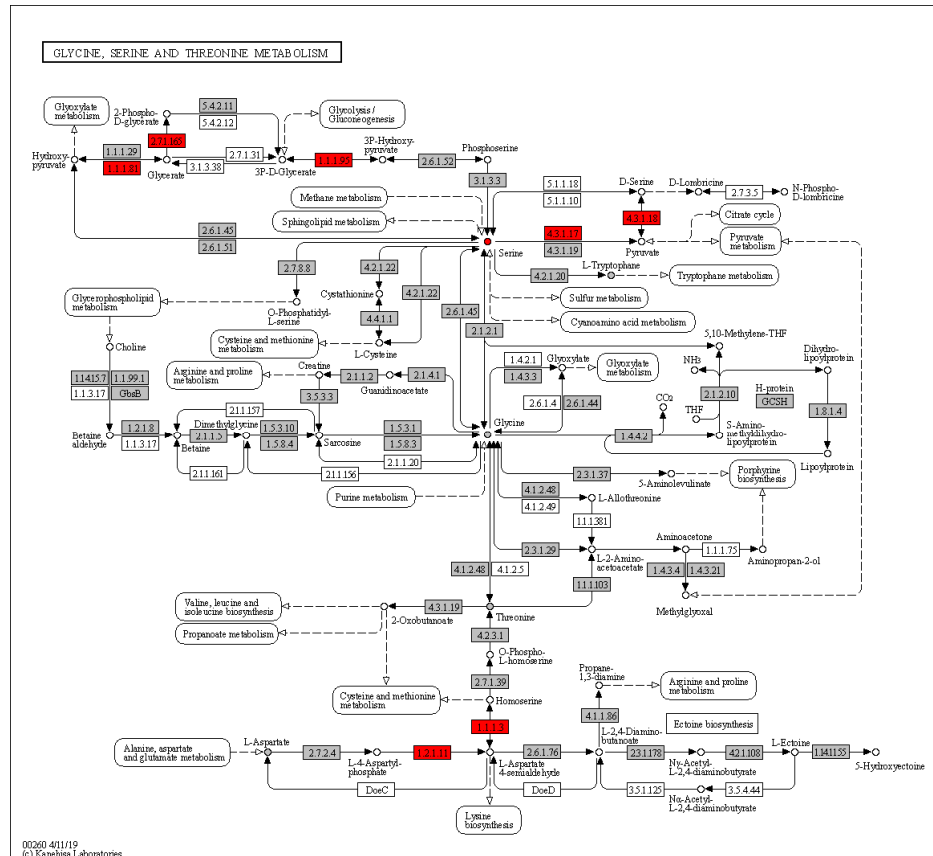 GLYCINE, SERINE AND THREONINE METABOLISM
Glyoxylate
metabolism
2-Phospho-
D-glycerate
5.4.2.11
5.4.2.12
Glycolysis /
Gluconeogenesis
Hydroxy-
pyruvate
1.1.1.29
1.1.1.81
2.7.1.165
Glycerate
2.7.1.31
3.1.3.38
3P-D-Glycerate
1.1.1.95
3P-Hydroxy-
pyruvate
2.6.1.52
Phosphoserine
3.1.3.3
Methane metabolism
Sphingolipid metabolism
5.1.1.18
5.1.1.10
D-Serine
D-Lombricine
2.7.3.5
N-Phospho-
D-lombricine
4.3.1.18
Citrate cycle
Pyruvate
metabolism
2.6.1.45
2.6.1.51
Serine
4.3.1.17
4.3.1.19
Pyruvate
2.7.8.8
4.2.1.22
L-Tryptophane
4.2.1.20
Tryptophane metabolism
Cystathionine
4.2.1.22
Sulfur metabolism
Cyanoamino acid metabolism
Glycerophospholipid
metabolism
O-Phosphatidyl-
L-serine
4.4.1.1
2.6.1.45
2.1.2.1
5,10-Methylene-THF
Cysteine and methionine
metabolism
L-Cysteine
Choline
Arginine and proline
metabolism
Creatine
2.1.1.2
Guanidinoacetate
2.1.4.1
1.4.2.1
1.4.3.3
Glyoxylate
Glyoxylate
metabolism
NH3
Dihydro-
lipoylprotein
1.14.15.7
1.1.99.1
1.1.3.17
GbsB
3.5.3.3
2.6.1.4
2.6.1.44
CO2
THF
2.1.2.10
H-protein
GCSH
1.8.1.4
2.1.1.157
Betaine
aldehyde
1.2.1.8
1.1.3.17
Betaine
2.1.1.5
Dimethylglycine
1.5.3.10
1.5.8.4
Sarcosine
1.5.3.1
1.5.8.3
Glycine
1.4.4.2
S-Amino-
methyldihydro-
lipoylprotein
Lipoylprotein
2.1.1.20
2.1.1.161
2.1.1.156
Purine metabolism
2.3.1.37
5-Aminolevulinate
Porphyrine
biosynthesis
4.1.2.48
4.1.2.49
L-Allothreonine
1.1.1.381
2.3.1.29
L-2-Amino-
acetoacetate
Aminoacetone
1.1.1.75
Aminopropan-2-ol
4.1.2.48
4.1.2.5
1.1.1.103
1.4.3.4
1.4.3.21
Methylglyoxal
Valine, leucine and
isoleucine biosynthesis
2-Oxobutanoate
4.3.1.19
Threonine
Propanoate metabolism
4.2.3.1
O-Phospho-
L-homoserine
2.7.1.39
Cysteine and methionine
metabolism
Homoserine
Propane-
1,3-diamine
Arginine and proline
metabolism
4.1.1.86
1.1.1.3
Ectoine biosynthesis
Alanine, aspartate
and glutamate metabolism
L-Aspartate
2.7.2.4
L-4-Aspartyl-
phosphate
1.2.1.11
L-Aspartate
4-semialdehyde
2.6.1.76
L-2,4-Diamino-
butanoate
2.3.1.178
Nγ-Acetyl-
L-2,4-diaminobutyrate
4.2.1.108
L-Ectoine
1.14.11.55
5-Hydroxyectoine
DoeC
DoeD
3.5.1.125
Nα-Acetyl-
L-2,4-diaminobutyrate
3.5.4.44
Lysine
biosynthesis
00260 4/11/19
(c) Kanehisa Laboratories